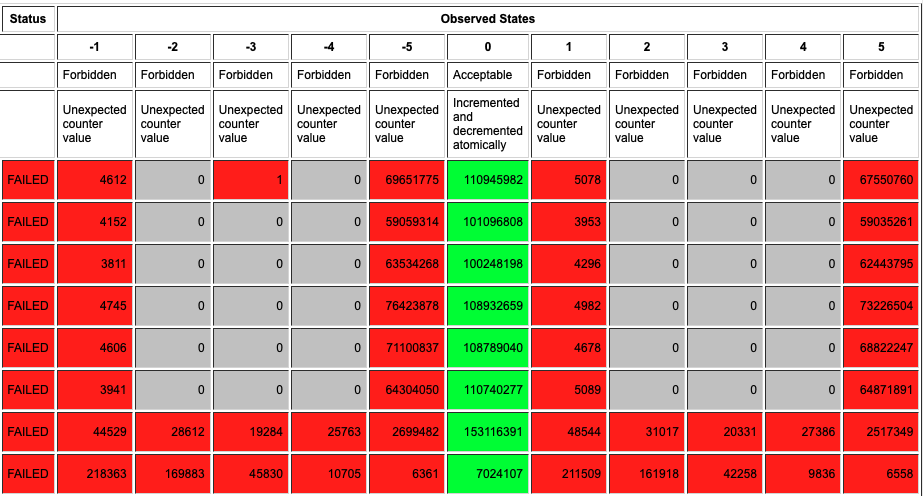 Status Observed States
-1 -2 -3 -4 -5 0 1 2 3 4 5
Forbidden Forbidden Forbidden Forbidden Forbidden Acceptable Forbidden Forbidden Forbidden Forbidden Forbidden
Unexpected counter value Unexpected counter value Unexpected counter value Unexpected counter value Unexpected counter value Incremented and decremented atomically Unexpected counter value Unexpected counter value Unexpected counter value Unexpected counter value Unexpected counter value
FAILED 4612 0 1 0 69651775 110945982 5078 0 0 0 67550760
FAILED 4152 0 0 0 59059314 101096808 3953 0 0 0 59035261
FAILED 3811 0 0 0 63534268 100248198 4296 0 0 0 62443795
FAILED 4745 0 0 0 76423878 108932659 4982 0 0 0 73226504
FAILED 4606 0 0 0 71100837 108789040 4678 0 0 0 68822247
FAILED 3941 0 0 0 64304050 110740277 5089 0 0 0 64871891
FAILED 44529 28612 19284 25763 2699482 153116391 48544 31017 20331 27386 2517349
FAILED 218363 169883 45830 10705 6361 7024107 211509 161918 42258 9836 6558